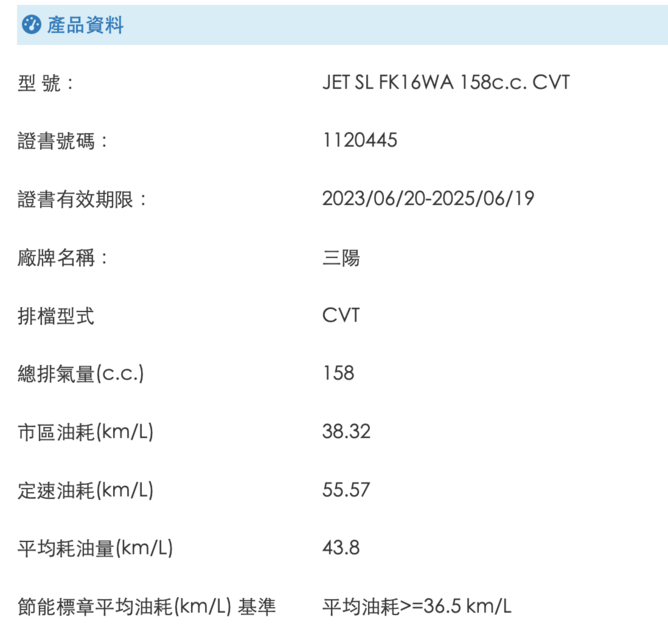 產品資料
型 號： JET SL FK16WA 158c.c. CVT
證書號碼： 1120445
證書有效期限： 2023/06/20-2025/06/19
廠牌名稱： 三陽
排檔型式 CVT
總排氣量(c.c.) 158
市區油耗(km/L) 38.32
定速油耗(km/L) 55.57
平均耗油量(km/L) 43.8
節能標章平均油耗(km/L) 基準 平均油耗>=36.5 km/L